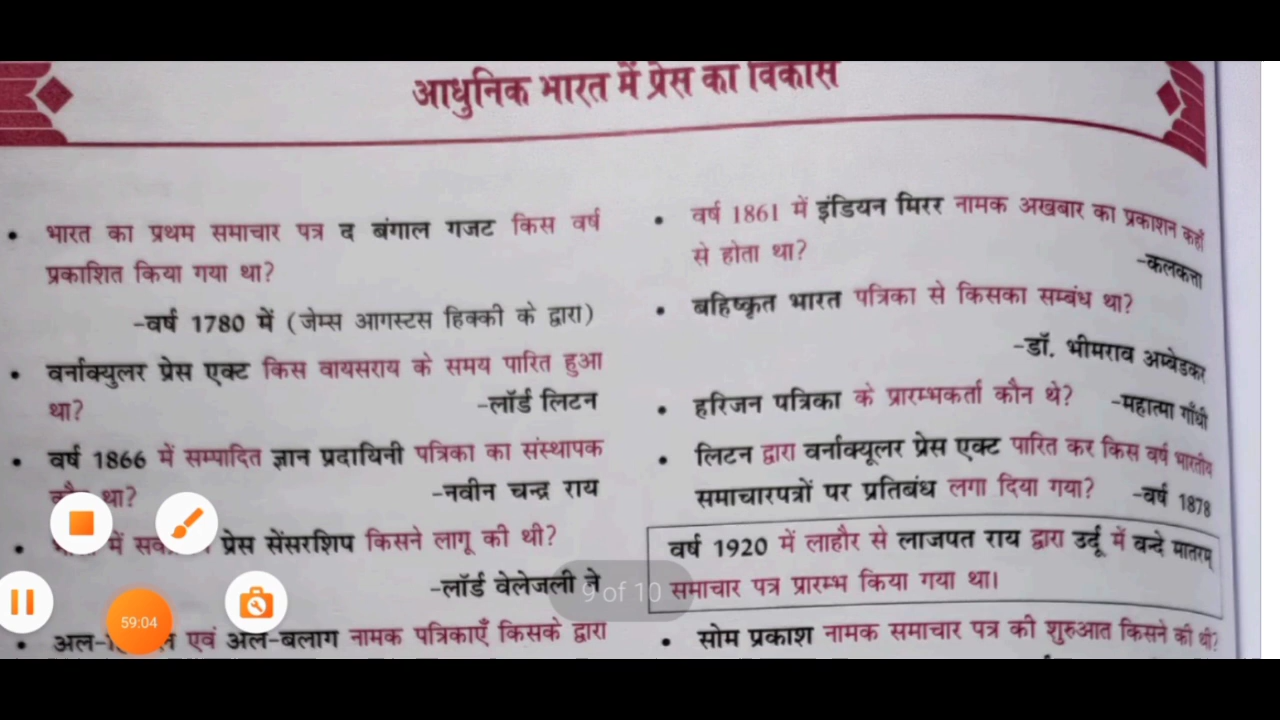 आधुनिक भारत में प्रेस का विकास
• भारत का प्रथम समाचार पत्र द बंगाल गजट किस वर्ष
प्रकाशित किया गया था?
-वर्ष 1780 में (जेम्स आगस्टस हिक्की के द्वारा)
• वर्नाक्युलर प्रेस एक्ट किस वायसराय के समय पारित हुआ
था? -लॉर्ड लिटन
• वर्ष 1866 में सम्पादित ज्ञान प्रदायिनी पत्रिका का संस्थापक
था? -नवीन चन्द्र राय
• में प्रेस सेंसरशिप किसने लागू की थी?
-लॉर्ड वेलेजली ने
• एवं अल-बलाग नामक पत्रिकाएँ किसके द्वारा
• वर्ष 1861 में इंडियन मिरर नामक अखबार का प्रकाशन कहाँ
से होता था? -कलकत्ता
• बहिष्कृत भारत पत्रिका से किसका सम्बंध था?
-डॉ. भीमराव अम्बेडकर
• हरिजन पत्रिका के प्रारम्भकर्ता कौन थे? -महात्मा गाँधी
• लिटन द्वारा वर्नाक्यूलर प्रेस एक्ट पारित कर किस वर्ष भारतीय
समाचारपत्रों पर प्रतिबंध लगा दिया गया? -वर्ष 1878
वर्ष 1920 में लाहौर से लाजपत राय द्वारा उर्दू में वन्दे मातरम्
समाचार पत्र प्रारम्भ किया गया था।
• सोम प्रकाश नामक समाचार पत्र की शुरुआत किसने की थी?
9 of 10
59:04